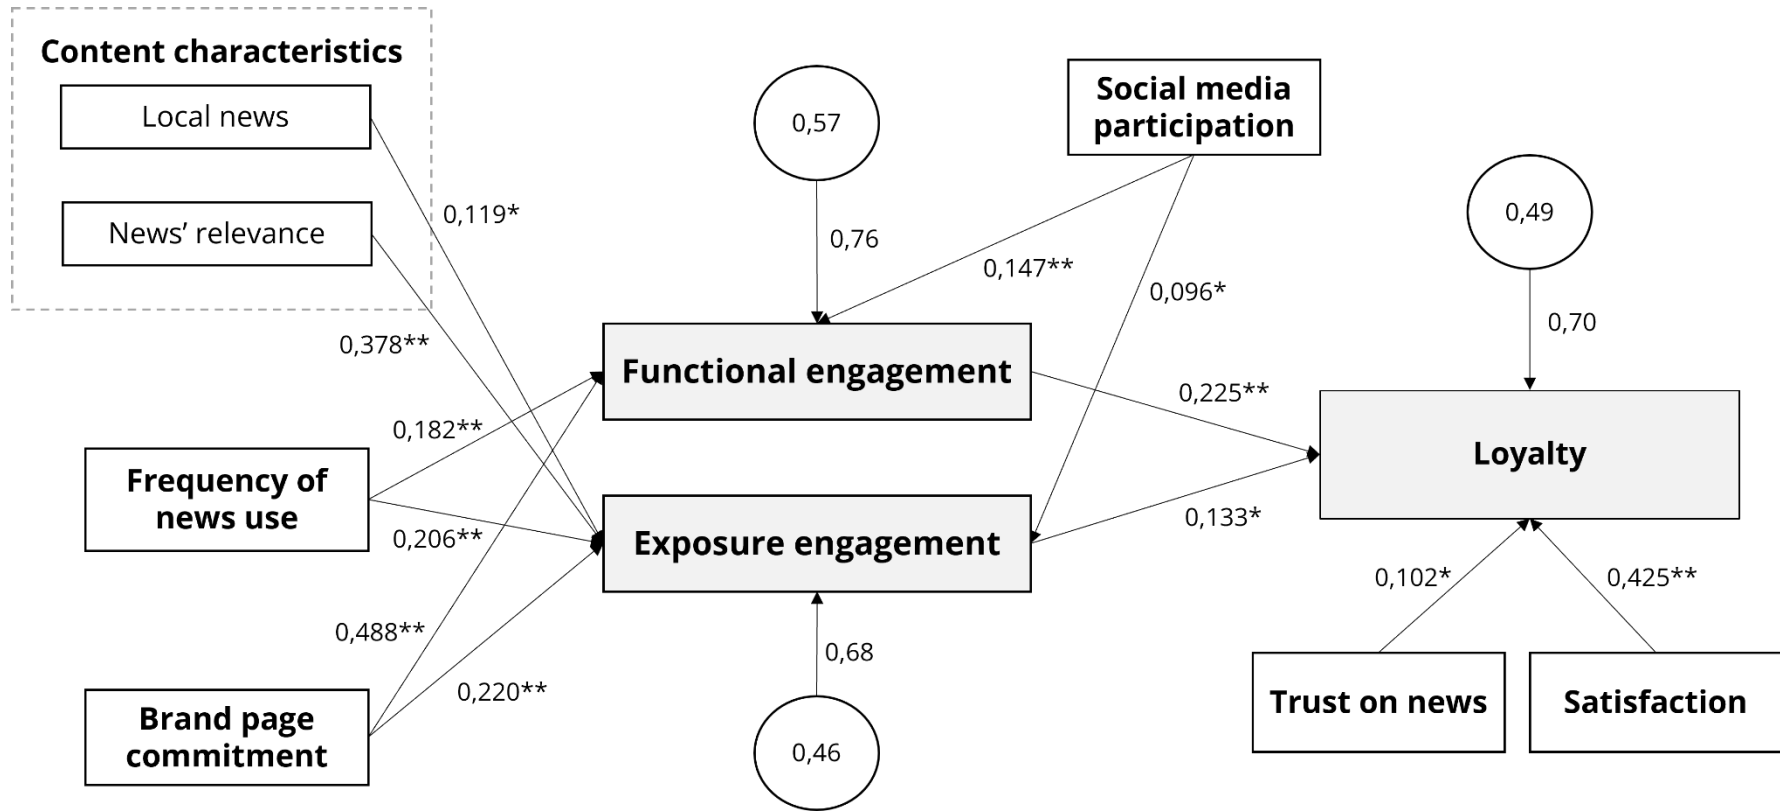 Content characteristics
Local news
News’ relevance
0,119*
0,378**
0,57
0,76
Social media
participation
0,147**
0,096*
0,49
0,70
Functional engagement
0,182**
0,225**
Frequency of
news use
Loyalty
0,206**
Exposure engagement
0,133*
0,488**
0,220**
0,68
0,102*
0,425**
Brand page
commitment
0,46
Trust on news
Satisfaction